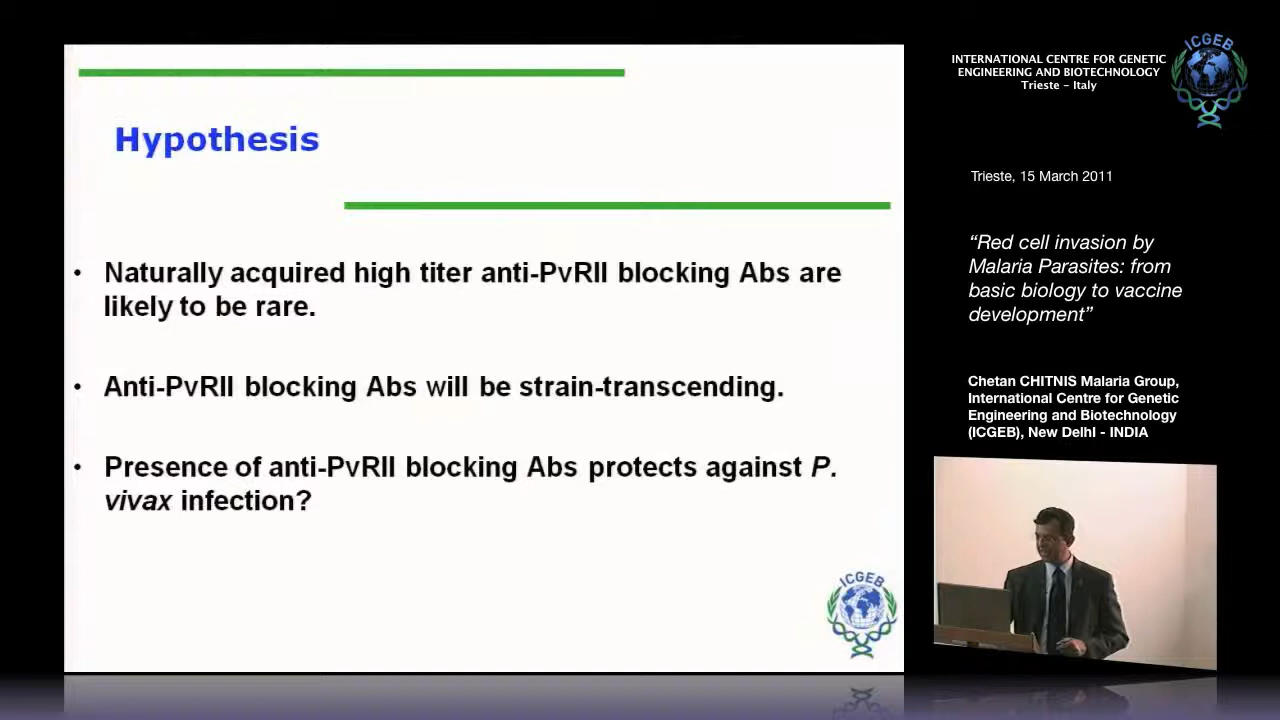 Hypothesis
• Naturally acquired high titer anti-PvRII blocking Abs are
likely to be rare.
• Anti-PvRII blocking Abs will be strain-transcending.
• Presence of anti-PvRII blocking Abs protects against P.
vivax infection?
ICGEB
INTERNATIONAL CENTRE FOR GENETIC
ENGINEERING AND BIOTECHNOLOGY
Trieste - Italy
ICGEB
Trieste, 15 March 2011
“Red cell invasion by
Malaria Parasites: from
basic biology to vaccine
development”
Chetan CHITNIS Malaria Group,
International Centre for Genetic
Engineering and Biotechnology
(ICGEB), New Delhi - INDIA